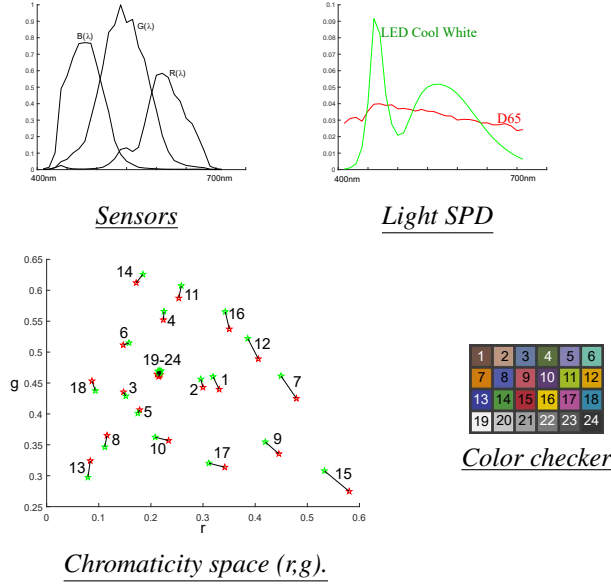 1
0.9
0.8
0.7
0.6
0.5
0.4
0.3
0.2
0.1
0
B(λ)
G(λ)
R(λ)
400nm 700nm
Sensors
0.1
0.09
0.08
0.07
0.06
0.05
0.04
0.03
0.02
0.01
0
LED Cool White
D65
400nm 700nm
Light SPD
0.65
0.6
0.55
0.5
0.45
0.4
0.35
0.3
0.25
g
0 0.1 0.2 0.3 0.4 0.5 0.6
r
14
11
4
16
6
12
19-24
18
3
2
1
7
5
8
10
13
17
9
15
Chromaticity space (r,g).
1 2 3 4 5 6
7 8 9 10 11 12
13 14 15 16 17 18
19 20 21 22 23 24
Color checker